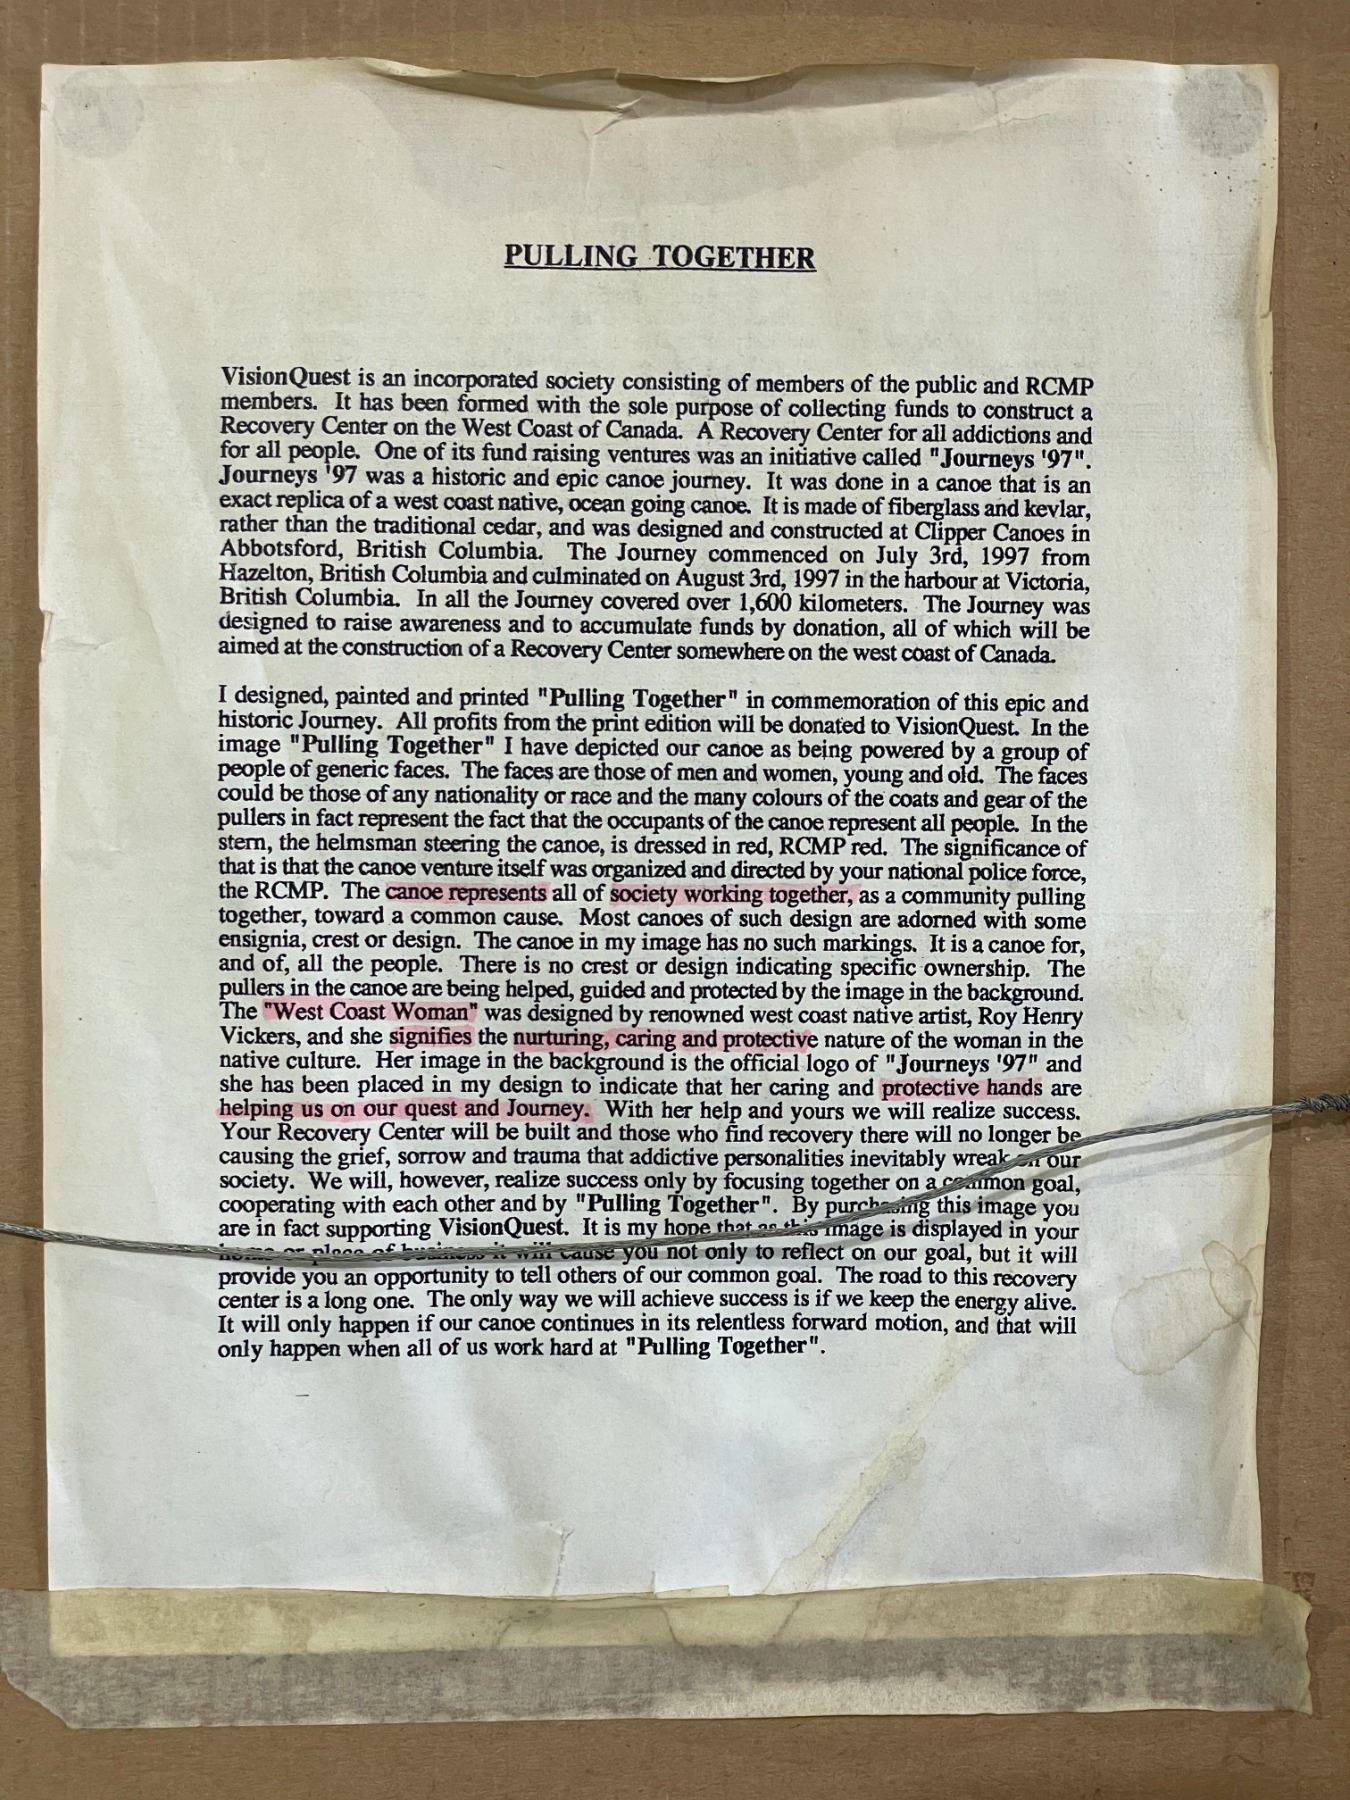 PULLING TOGETHER
VisionQuest is an incorporated society consisting of members of the public and RCMP
members. It has been formed with the sole purpose of collecting funds to construct a
Recovery Center on the West Coast of Canada. A Recovery Center for all addictions and
for all people. One of its fund raising ventures was an initiative called "Journeys '97".
Journeys '97 was a historic and epic canoe journey. It was done in a canoe that is an
exact replica of a west coast native, ocean going canoe. It is made of fiberglass and kevlar,
rather than the traditional cedar, and was designed and constructed at Clipper Canoes in
Abbotsford, British Columbia. The Journey commenced on July 3rd, 1997 from
Hazelton, British Columbia and culminated on August 3rd, 1997 in the harbour at Victoria,
British Columbia. In all the Journey covered over 1,600 kilometers. The Journey was
designed to raise awareness and to accumulate funds by donation, all of which will be
aimed at the construction of a Recovery Center somewhere on the west coast of Canada.
I designed, painted and printed "Pulling Together" in commemoration of this epic and
historic Journey. All profits from the print edition will be donated to VisionQuest. In the
image "Pulling Together" I have depicted our canoe as being powered by a group of
people of generic faces. The faces are those of men and women, young and old. The faces
could be those of any nationality or race and the many colours of the coats and gear of the
pullers in fact represent the fact that the occupants of the canoe represent all people. In the
stern, the helmsman steering the canoe, is dressed in red, RCMP red. The significance of
that is that the canoe venture itself was organized and directed by your national police force,
the RCMP. The canoe represents all of society working together, as a community pulling
together, toward a common cause. Most canoes of such design are adorned with some
ensignia, crest or design. The canoe in my image has no such markings. It is a canoe for,
and of, all the people. There is no crest or design indicating specific ownership. The
pullers in the canoe are being helped, guided and protected by the image in the background.
The "West Coast Woman" was designed by renowned west coast native artist, Roy Henry
Vickers, and she signifies the nurturing, caring and protective nature of the woman in the
native culture. Her image in the background is the official logo of "Journeys '97" and
she has been placed in my design to indicate that her caring and protective hands are
helping us on our quest and Journey. With her help and yours we will realize success.
Your Recovery Center will be built and those who find recovery there will no longer be
causing the grief, sorrow and trauma that addictive personalities inevitably wreak on our
society. We will, however, realize success only by focusing together on a common goal,
cooperating with each other and by "Pulling Together". By purchasing this image you
are in fact supporting VisionQuest. It is my hope that as this image is displayed in your
home or place of business it will cause you not only to reflect on our goal, but it will
provide you an opportunity to tell others of our common goal. The road to this recovery
center is a long one. The only way we will achieve success is if we keep the energy alive.
It will only happen if our canoe continues in its relentless forward motion, and that will
only happen when all of us work hard at "Pulling Together".